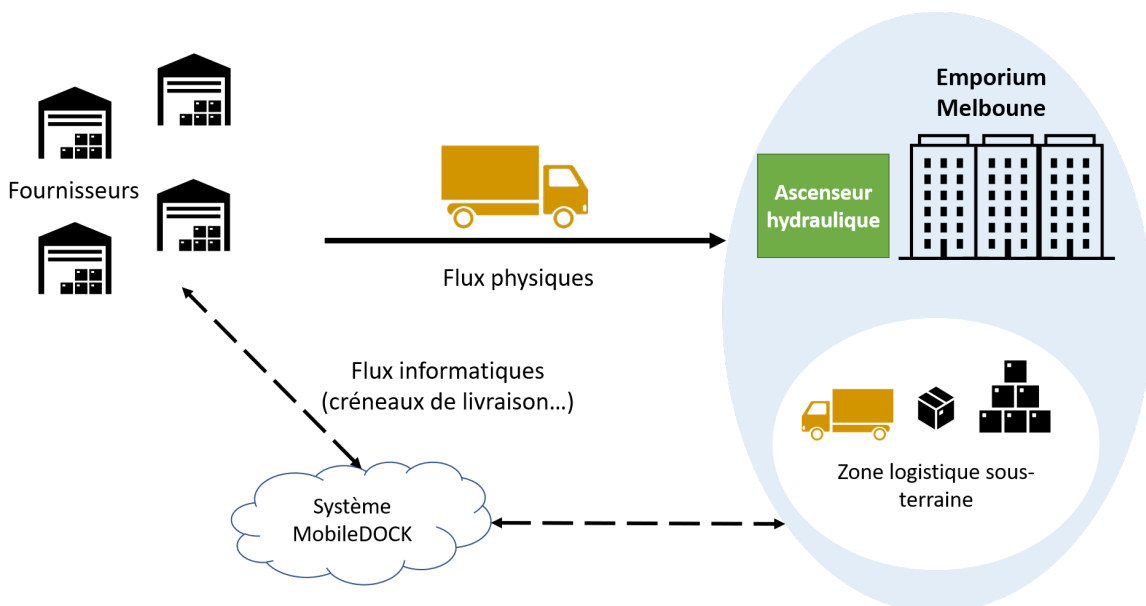 Emporium
Melboune
Fournisseurs
Ascenseur
hydraulique
Flux physiques
Flux informatiques
(créneaux de livraison…)
Zone logistique sous-
terraine
Système
MobileDOCK